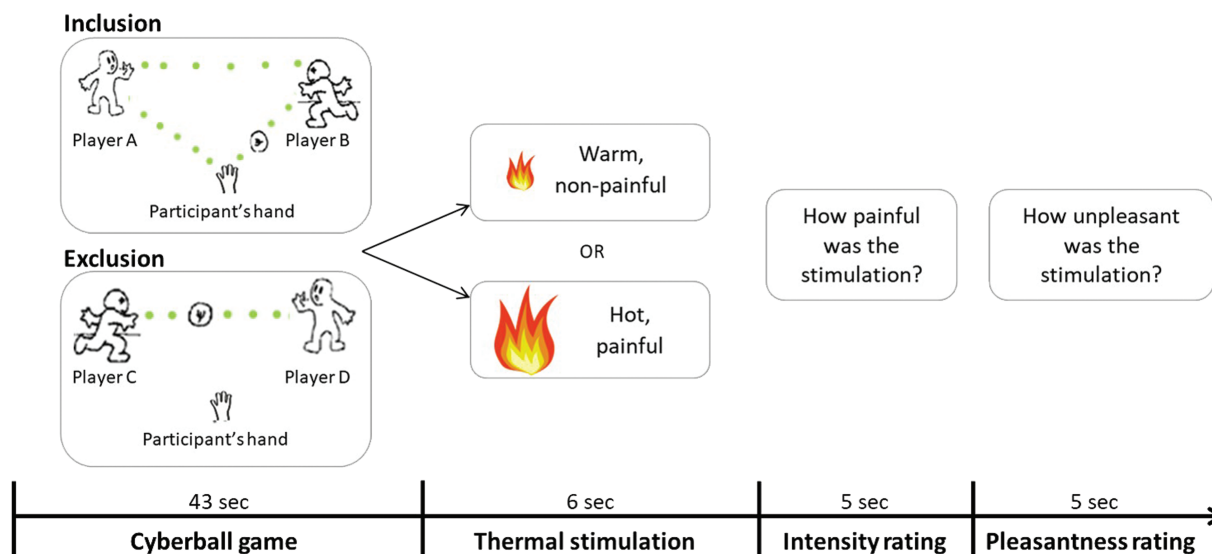 Inclusion
Player A
Player B
Participant's hand
Exclusion
Player C
Player D
Participant's hand
Warm,
non-painful
OR
Hot,
painful
How painful
was the
stimulation?
How unpleasant
was the
stimulation?
43 sec
6 sec
5 sec
5 sec
Cyberball game
Thermal stimulation
Intensity rating
Pleasantness rating